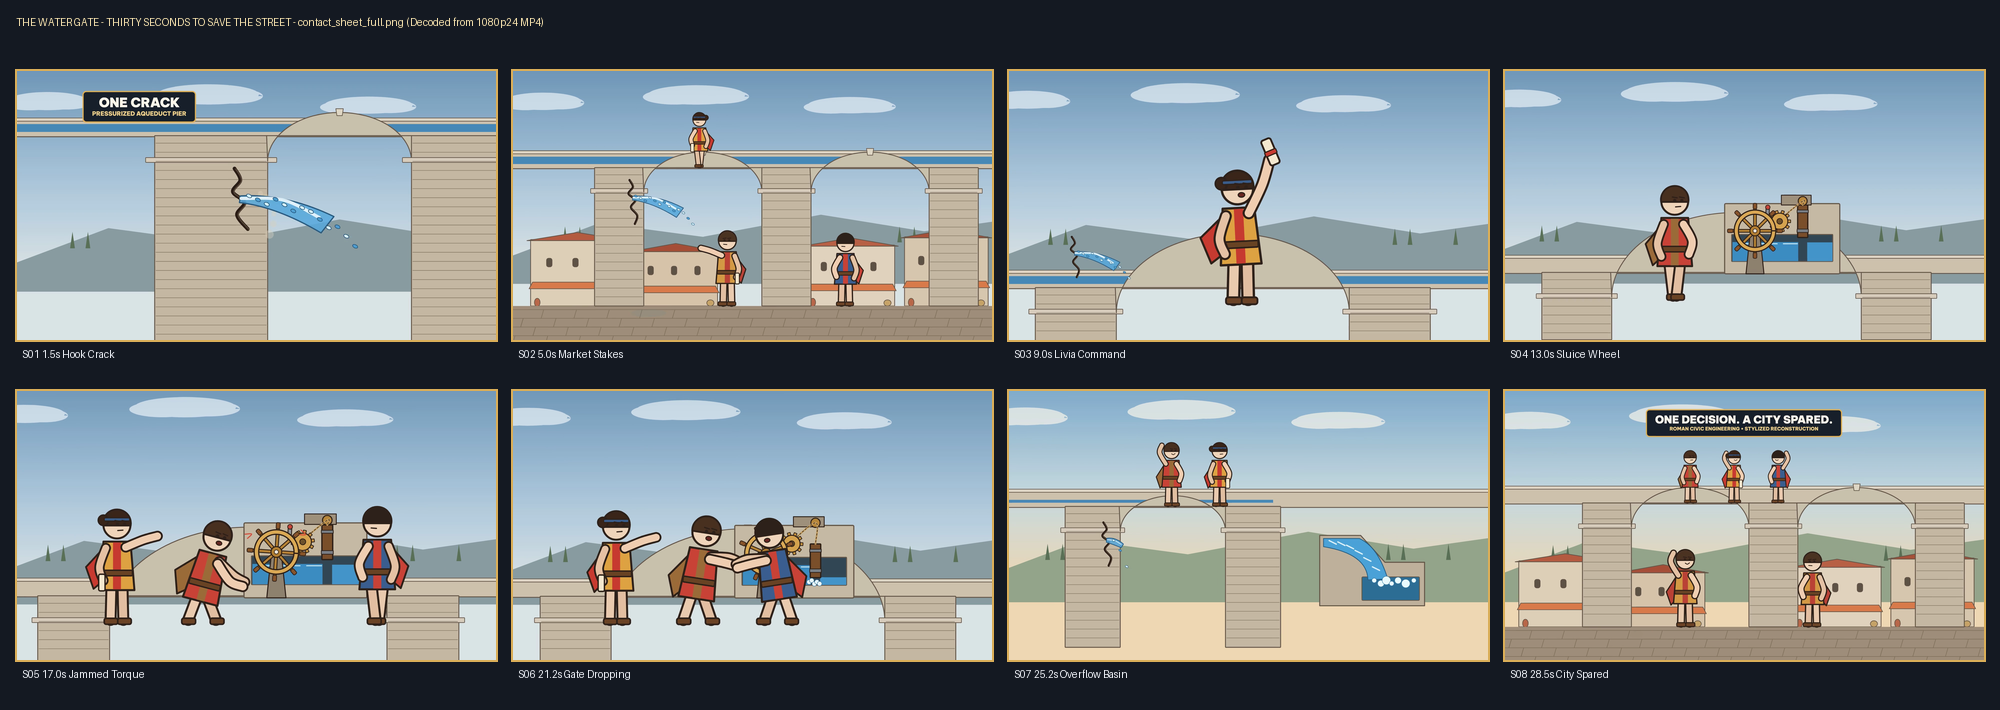 THE WATER GATE - THIRTY SECONDS TO SAVE THE STREET - contact_sheet_full.png (Decoded from 1080p24 MP4)
ONE CRACK
PRESSURIZED AQUEDUCT PIER
S01 1.5s Hook Crack
S02 5.0s Market Stakes
S03 9.0s Livia Command
S04 13.0s Sluice Wheel
ONE DECISION. A CITY SPARED.
ROMAN CIVIC ENGINEERING • STYLIZED RECONSTRUCTION
S05 17.0s Jammed Torque
S06 21.2s Gate Dropping
S07 25.2s Overflow Basin
S08 28.5s City Spared